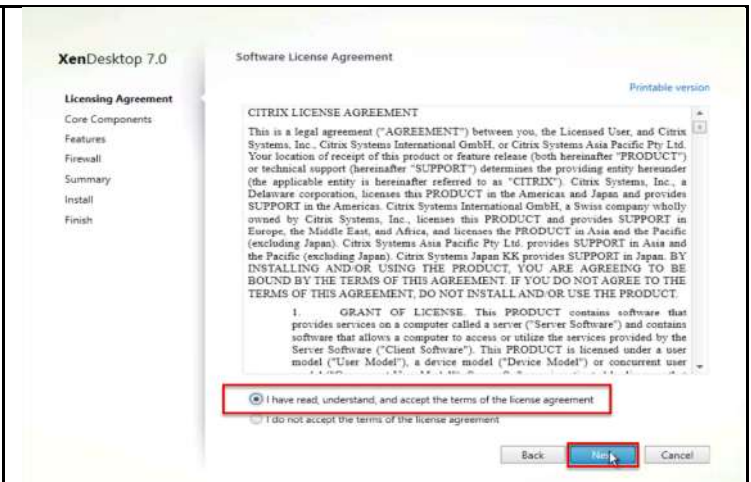 XenDesktop 7.0
Licensing Agreement
Core Components
Features
Firewall
Summary
Install
Finish
Software License Agreement
Printable version
CITRIX LICENSE AGREEMENT
This is a legal agreement ("AGREEMENT") between you, the Licensed User, and Citrix
Systems, Inc., Citrix Systems International GmbH, or Citrix Systems Asia Pacific Pty Ltd.
Your location of receipt of this product or feature release (both hereinafter "PRODUCT")
or technical support (hereinafter "SUPPORT") determines the providing entity hereunder
(the applicable entity is hereinafter referred to as "CITRIX"). Citrix Systems, Inc., a
Delaware corporation, licenses this PRODUCT in the Americas and Japan and provides
SUPPORT in the Americas. Citrix Systems International GmbH, a Swiss company wholly
owned by Citrix Systems, Inc., licenses this PRODUCT and provides SUPPORT in
Europe, the Middle East, and Africa, and licenses the PRODUCT in Asia and the Pacific
(excluding Japan). Citrix Systems Asia Pacific Pty Ltd. provides SUPPORT in Asia and
the Pacific (excluding Japan). Citrix Systems Japan KK provides SUPPORT in Japan. BY
INSTALLING AND/OR USING THE PRODUCT, YOU ARE AGREEING TO BE
BOUND BY THE TERMS OF THIS AGREEMENT. IF YOU DO NOT AGREE TO THE
TERMS OF THIS AGREEMENT, DO NOT INSTALL AND/OR USE THE PRODUCT.
1. GRANT OF LICENSE. This PRODUCT contains software that
provides services on a computer called a server ("Server Software") and contains
software that allows a computer to access or utilize the services provided by the
Server Software ("Client Software"). This PRODUCT is licensed under a user
model ("User Model"), a device model ("Device Model") or concurrent user
I have read, understand, and accept the terms of the license agreement
I do not accept the terms of the license agreement
Back
Cancel